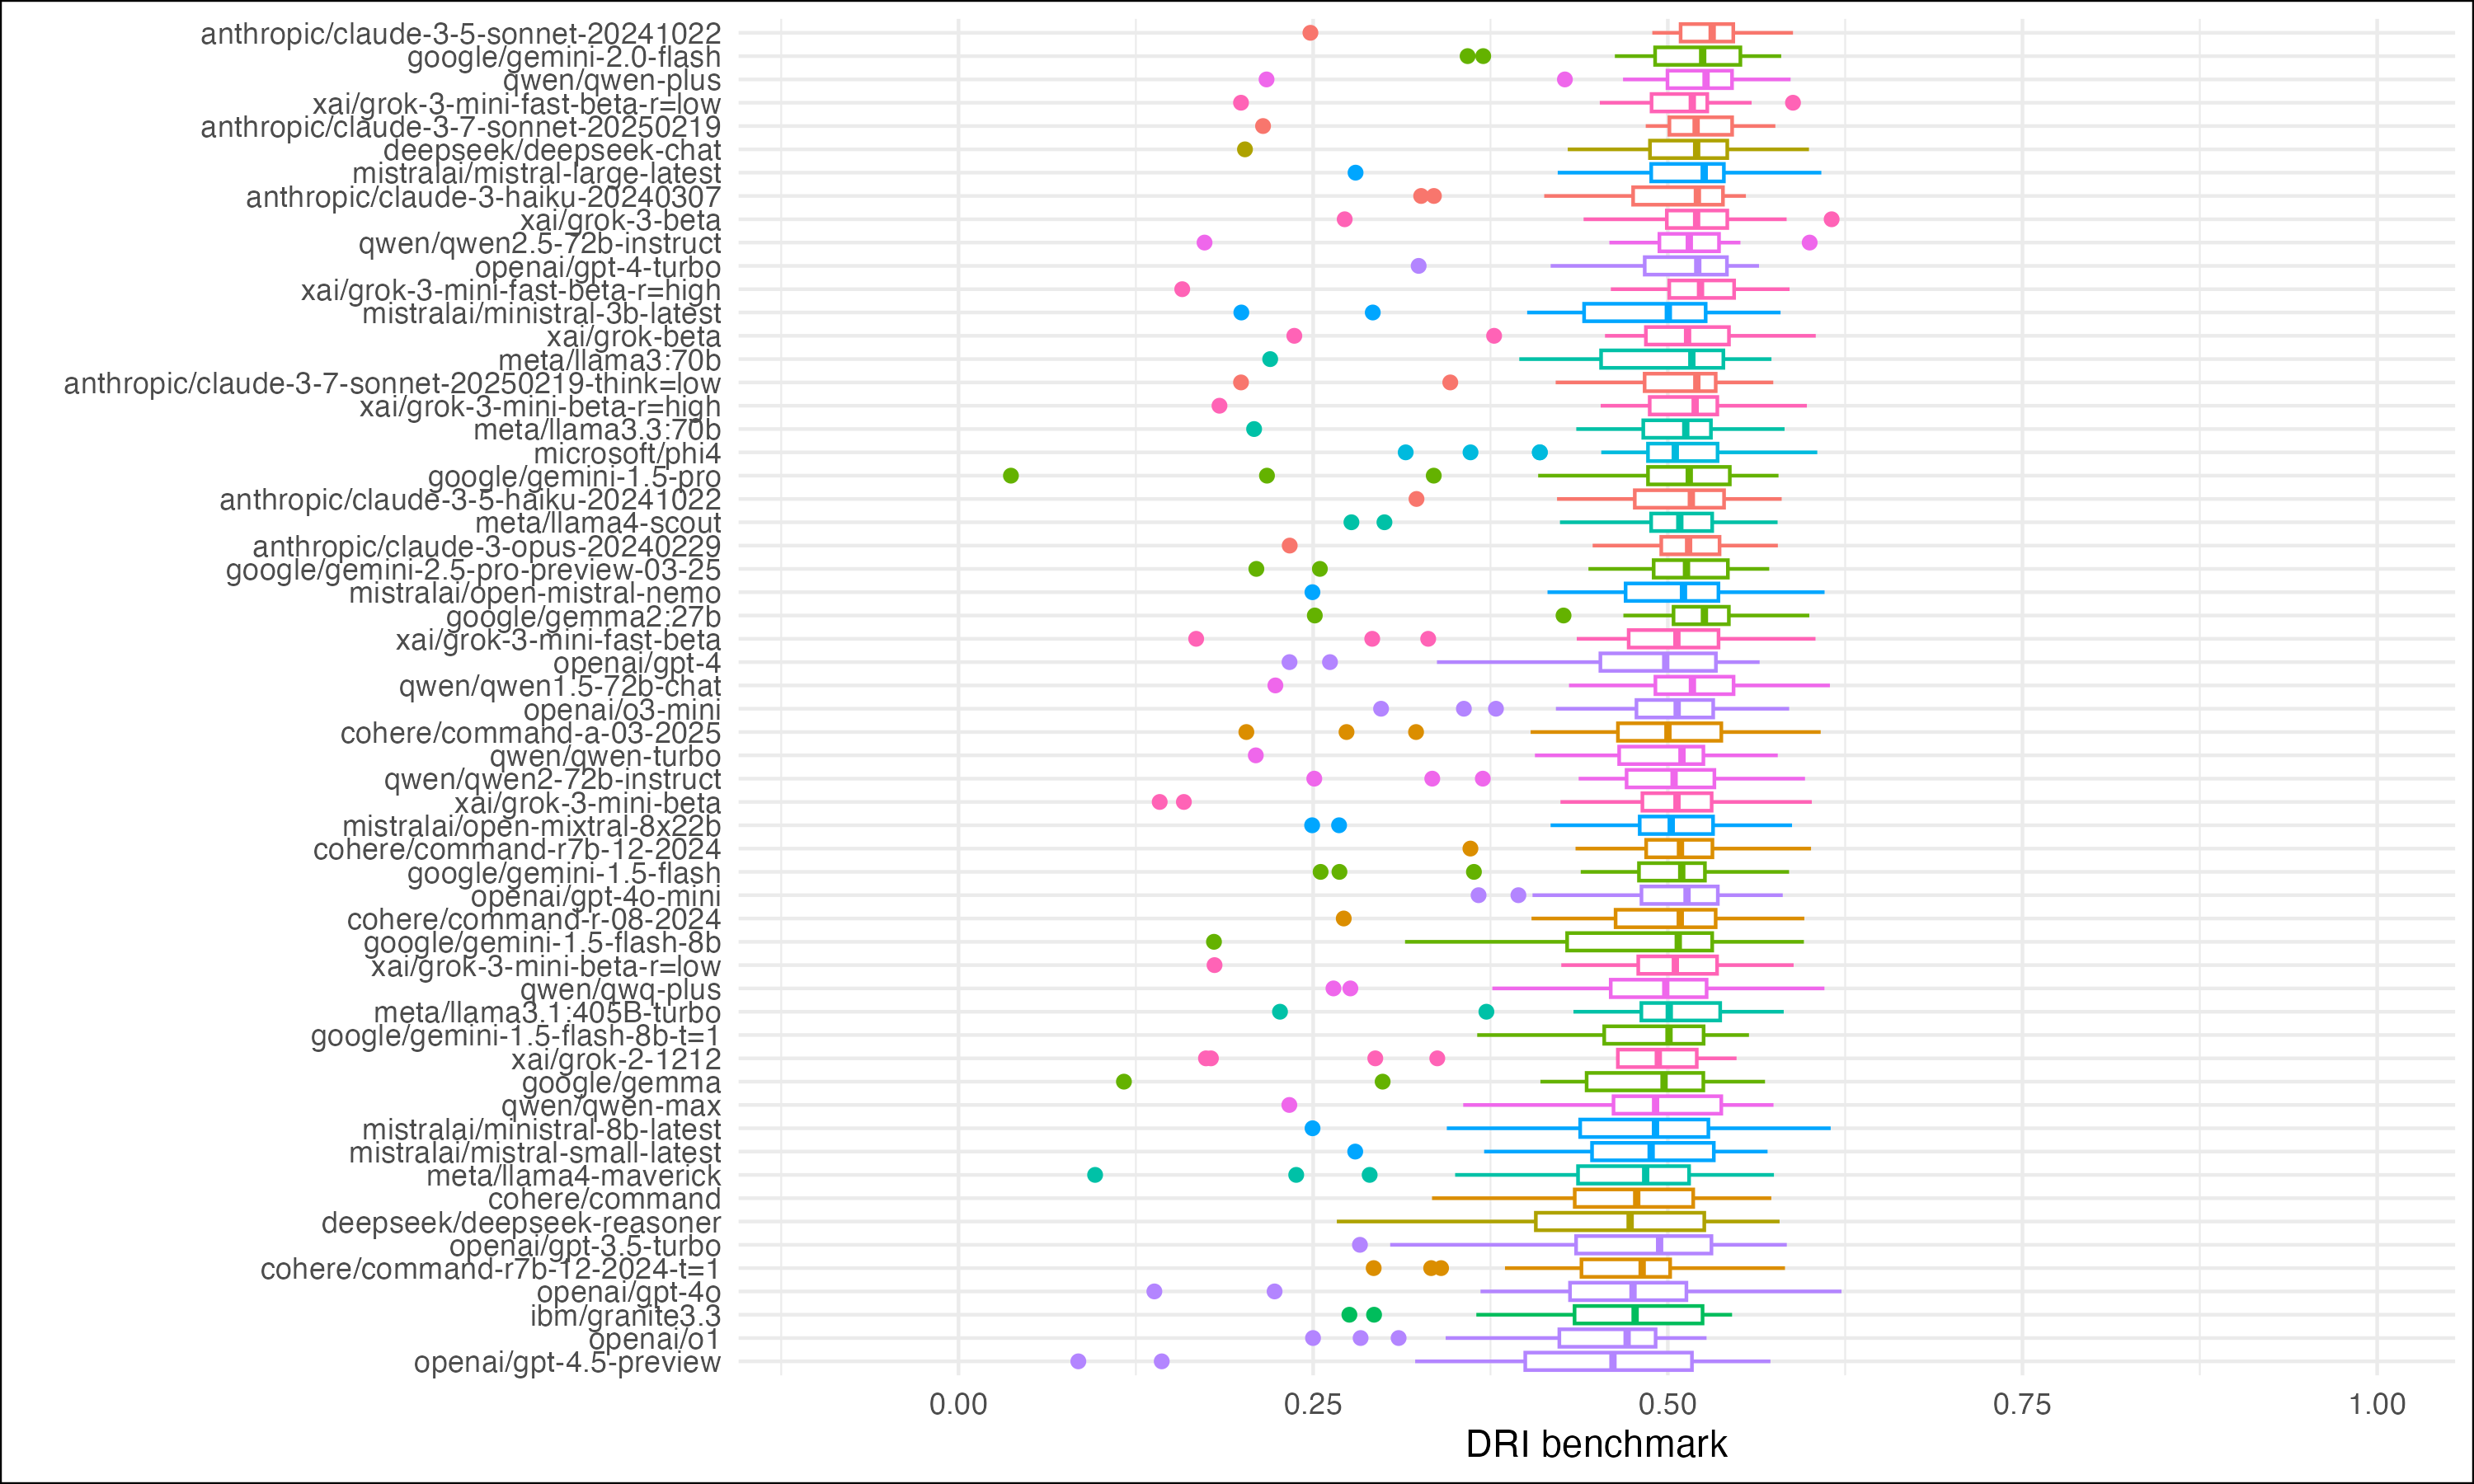 anthropic/claude-3-5-sonnet-20241022
google/gemini-2.0-flash
qwen/qwen-plus
xai/grok-3-mini-fast-beta-r=low
anthropic/claude-3-7-sonnet-20250219
deepseek/deepseek-chat
mistralai/mistral-large-latest
anthropic/claude-3-haiku-20240307
xai/grok-3-beta
qwen/qwen2.5-72b-instruct
openai/gpt-4-turbo
xai/grok-3-mini-fast-beta-r=high
mistralai/ministral-3b-latest
xai/grok-beta
meta/llama3:70b
anthropic/claude-3-7-sonnet-20250219-think=low
xai/grok-3-mini-beta-r=high
meta/llama3.3:70b
microsoft/phi4
google/gemini-1.5-pro
anthropic/claude-3-5-haiku-20241022
meta/llama4-scout
anthropic/claude-3-opus-20240229
google/gemini-2.5-pro-preview-03-25
mistralai/open-mistral-nemo
google/gemma2:27b
xai/grok-3-mini-fast-beta
openai/gpt-4
qwen/qwen1.5-72b-chat
openai/o3-mini
cohere/command-a-03-2025
qwen/qwen-turbo
qwen/qwen2-72b-instruct
xai/grok-3-mini-beta
mistralai/open-mixtral-8x22b
cohere/command-r7b-12-2024
google/gemini-1.5-flash
openai/gpt-4o-mini
cohere/command-r-08-2024
google/gemini-1.5-flash-8b
xai/grok-3-mini-beta-r=low
qwen/qwq-plus
meta/llama3.1:405B-turbo
google/gemini-1.5-flash-8b-t=1
xai/grok-2-1212
google/gemma
qwen/qwen-max
mistralai/ministral-8b-latest
mistralai/mistral-small-latest
meta/llama4-maverick
cohere/command
deepseek/deepseek-reasoner
openai/gpt-3.5-turbo
cohere/command-r7b-12-2024-t=1
openai/gpt-4o
ibm/granite3.3
openai/o1
openai/gpt-4.5-preview
0.00 0.25 0.50 0.75 1.00
DRI benchmark